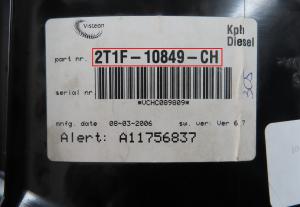 Visteon
Kph
Diesel
part nr. 2T1F-10849-CH
serial nr.
*VCHC089809*
mnfg. date 08-03-2006 sw. ver: Ver 6.7
Alert: A11756837